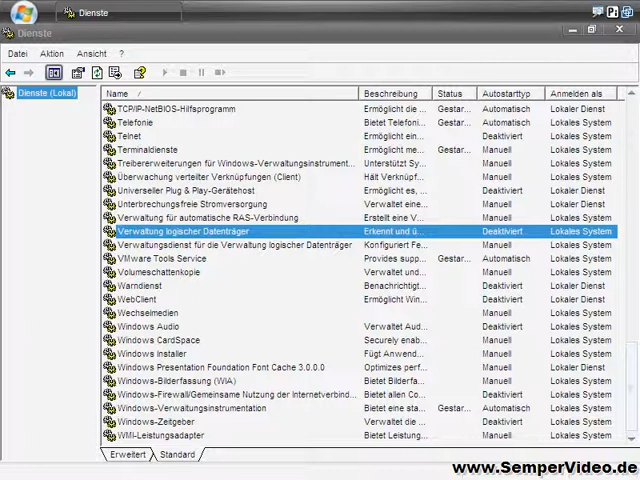 Dienste
Dienste
Datei Aktion Ansicht ?
Dienste (Lokal)
Name Beschreibung Status Autostarttyp Anmelden als
TCP/IP-NetBIOS-Hilfsprogramm Ermöglicht die ... Gestar... Automatisch Lokaler Dienst
Telefonie Bietet Telefoni... Gestar... Automatisch Lokales System
Telnet Ermöglicht ein... Deaktiviert Lokales System
Terminaldienste Ermöglicht me... Gestar... Manuell Lokales System
Treibererweiterungen für Windows-Verwaltungsinstrument... Unterstützt Sy... Manuell Lokales System
Überwachung verteilter Verknüpfungen (Client) Hält Verknüpf... Manuell Lokales System
Universeller Plug & Play-Gerätehost Ermöglicht es, ... Deaktiviert Lokaler Dienst
Unterbrechungsfreie Stromversorgung Verwaltet eine... Manuell Lokaler Dienst
Verwaltung für automatische RAS-Verbindung Erstellt eine V... Manuell Lokales System
Verwaltung logischer Datenträger Erkennt und ü... Deaktiviert Lokales System
Verwaltungsdienst für die Verwaltung logischer Datenträger Konfiguriert Fe... Manuell Lokales System
VMware Tools Service Provides supp... Gestar... Automatisch Lokales System
Volumeschattenkopie Verwaltet und... Manuell Lokales System
Warndienst Benachrichtigt... Deaktiviert Lokaler Dienst
WebClient Ermöglicht Win... Deaktiviert Lokaler Dienst
Wechselmedien Manuell Lokales System
Windows Audio Verwaltet Aud... Deaktiviert Lokales System
Windows CardSpace Securely enab... Manuell Lokales System
Windows Installer Fügt Anwend... Manuell Lokales System
Windows Presentation Foundation Font Cache 3.0.0.0 Optimizes perf... Manuell Lokaler Dienst
Windows-Bilderfassung (WIA) Bietet Bilderfa... Manuell Lokales System
Windows-Firewall/Gemeinsame Nutzung der Internetverbind... Bietet allen Co... Deaktiviert Lokales System
Windows-Verwaltungsinstrumentation Bietet eine sta... Gestar... Automatisch Lokales System
Windows-Zeitgeber Verwaltet die ... Deaktiviert Lokales System
WMI-Leistungsadapter Bietet Leistung... Manuell Lokales System
Erweitert Standard
www.SemperVideo.de